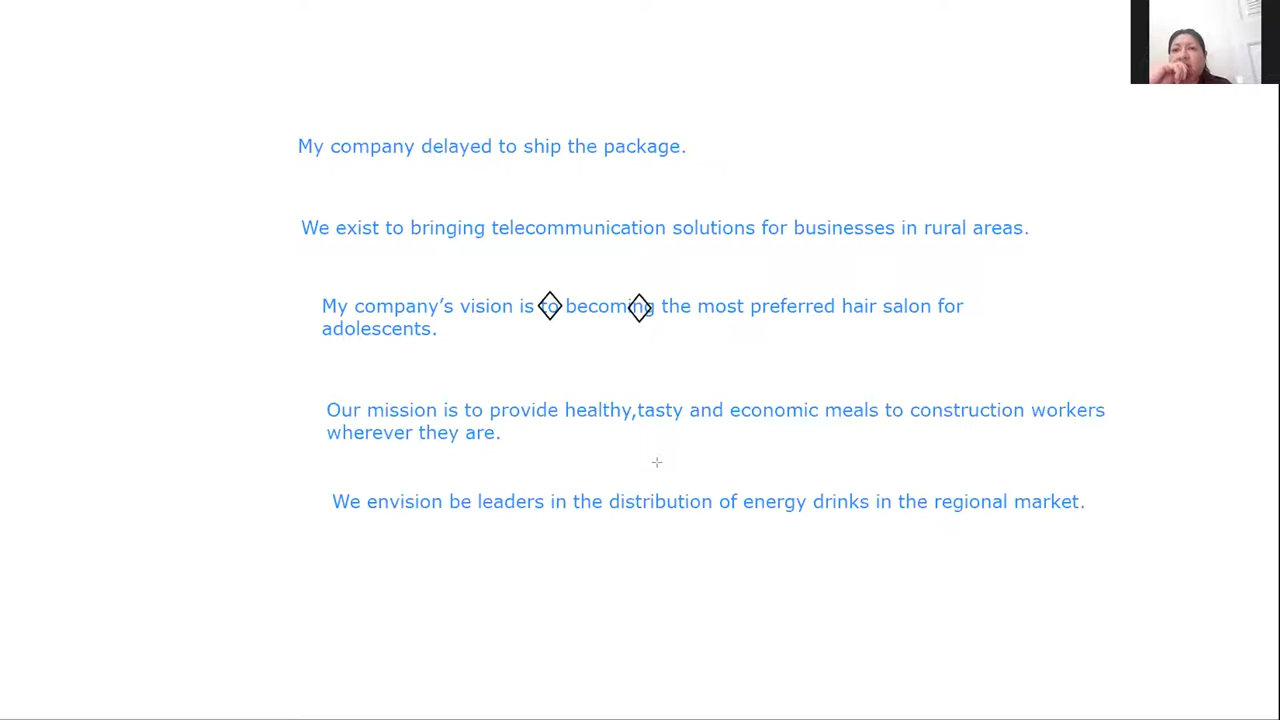 My company delayed to ship the package.
We exist to bringing telecommunication solutions for businesses in rural areas.
My company’s vision is to becoming the most preferred hair salon for
adolescents.
Our mission is to provide healthy,tasty and economic meals to construction workers
wherever they are.
We envision be leaders in the distribution of energy drinks in the regional market.